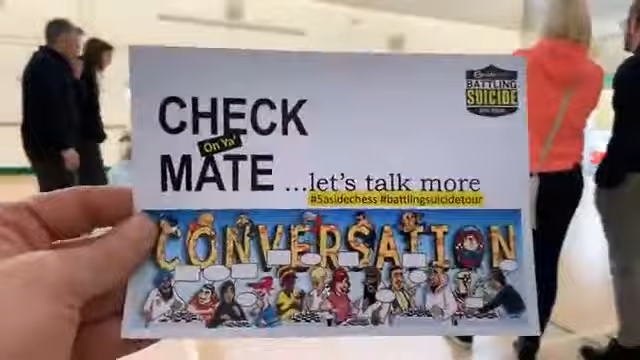 BATTLING
SUICIDE
CHECK
On Ya'
MATE ...let's talk more
#5asidechess #battlingsuicidetour
CONVERSATION